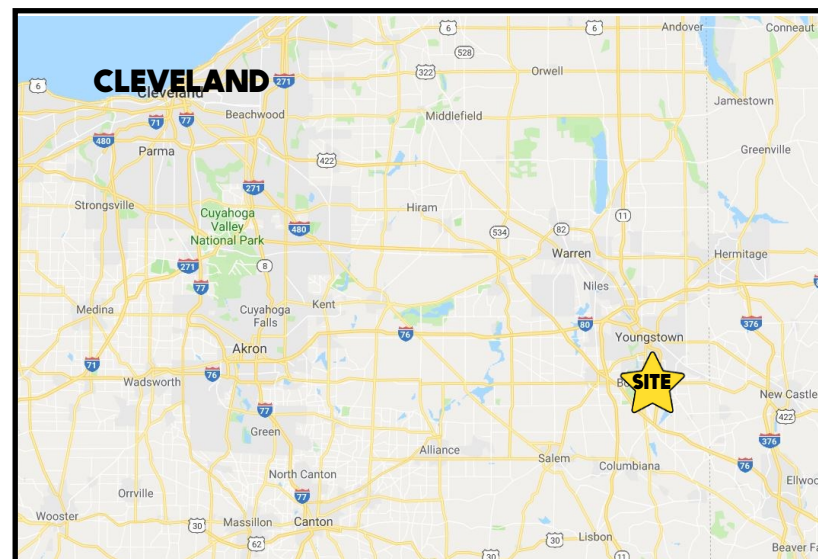 6
6
Andover
Conneaut
528
CLEVELAND
271
322
Orwell
6
Cleveland
Jamestown
71
77
Beachwood
Middlefield
480
Parma
422
Greenville
271
Strongsville
Cuyahoga
Valley
National Park
Hiram
11
480
534
82
Warren
Hermitage
271
8
77
Niles
Medina
Cuyahoga
Falls
Kent
80
376
76
Youngstown
Akron
71
76
Wadsworth
SITE
New Castle
77
422
Green
376
Alliance
Salem
Columbiana
76
North Canton
77
Orrville
Wooster
30
Massillon
Canton
62
30
30
11
Lisbon